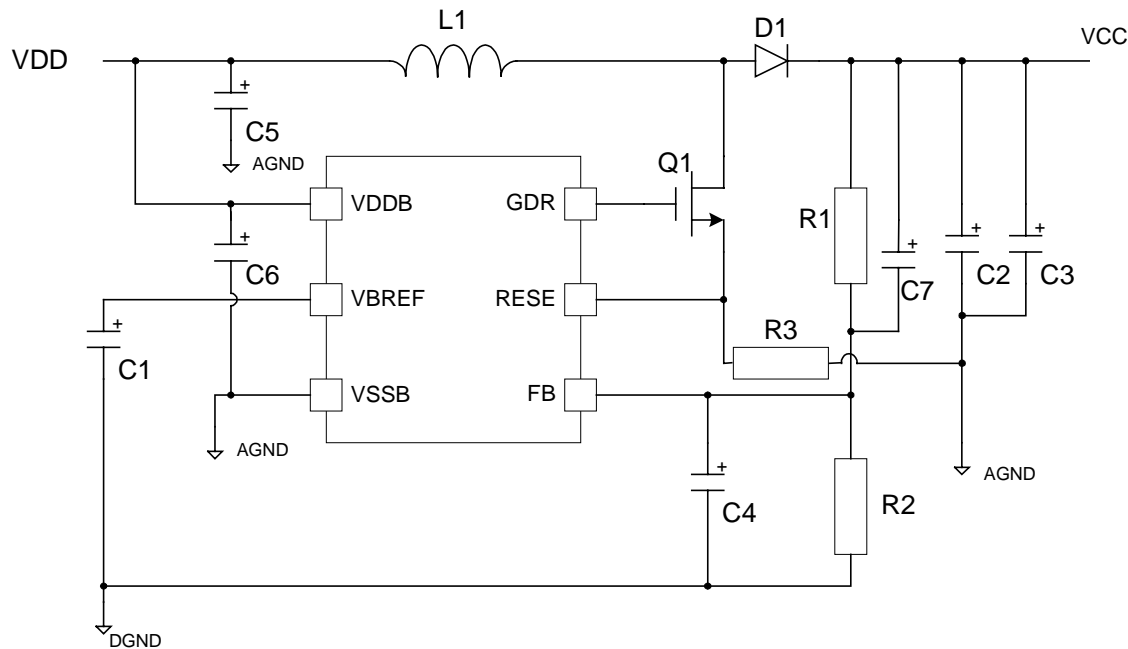 L1
D1
VCC
VDD
+
C5
AGND
Q1
VDDB
GDR
R1
+
C6
+
C7
+
C2
+
C3
VBREF
RESE
+
C1
R3
VSSB
FB
AGND
AGND
+
C4
R2
DGND